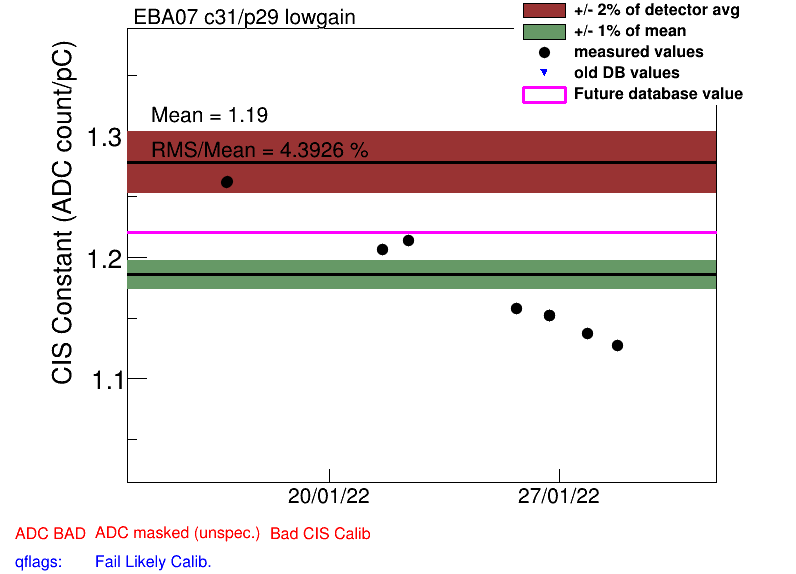 EBA07 c31/p29 lowgain
+/- 2% of detector avg
+/- 1% of mean
measured values
old DB values
Future database value
Mean = 1.19
RMS/Mean = 4.3926 %
CIS Constant (ADC count/pC)
1.3
1.2
1.1
20/01/22 27/01/22
ADC BAD ADC masked (unspec.) Bad CIS Calib
qflags: Fail Likely Calib.